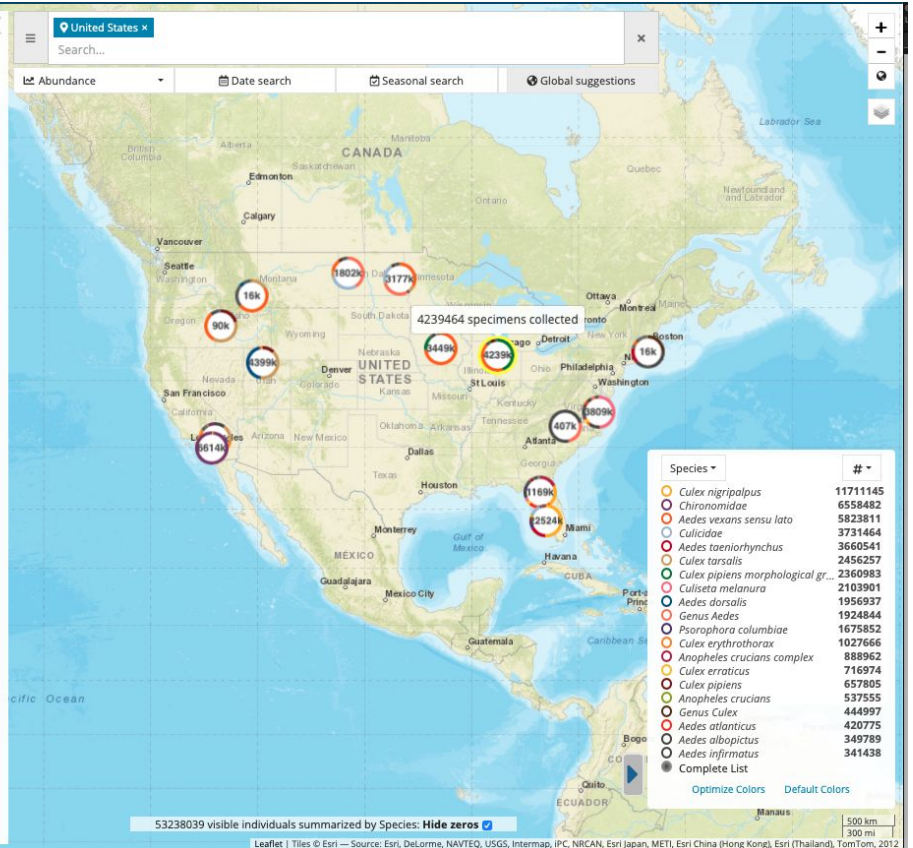 United States ×
Search...
Abundance
Date search
Seasonal search
Global suggestions
+
−
Labrador Sea
British
Columbia
Alberta
Manitoba
CANADA
Saskatchewan
Edmonton
Quebec
Newfoundland
and Labrador
Ontario
Calgary
Vancouver
Seattle
Washington
Montana
1802k
3177k
16k
Ottawa
Montreal
Maine
Oregon
90k
South Dakota
4239464 specimens collected
Wyoming
New York
Boston
Detroit
3449k
4239k
16k
4399k
Nebraska
Denver
UNITED
STATES
Ohio
Philadelphia
Washington
Nevada
Colorado
Kansas
St Louis
Missouri
San Francisco
California
Kentucky
3809k
407k
Tennessee
Arizona
New Mexico
Oklahoma
Arkansas
Atlanta
6614k
Dallas
Georgia
Texas
Houston
1169k
2524k
Miami
Monterrey
Gulf of
Mexico
Havana
MÉXICO
CUBA
Guadalajara
Mexico City
Guatemala
Caribbean
Ocean
Quito
ECUADOR
Manaus
Species
#
Culex nigripalpus 11711145
Chironomidae 6558482
Aedes vexans sensu lato 5823811
Culicidae 3731464
Aedes taeniorhynchus 3660541
Culex tarsalis 2456257
Culex pipiens morphological gr... 2360983
Culiseta melanura 2103901
Aedes dorsalis 1956937
Genus Aedes 1924844
Psorophora columbiae 1675852
Culex erythrothorax 1027666
Anopheles crucians complex 888962
Culex erraticus 716974
Culex pipiens 657805
Anopheles crucians 537555
Genus Culex 444997
Aedes atlanticus 420775
Aedes albopictus 349789
Aedes infirmatus 341438
Complete List
Optimize Colors Default Colors
53238039 visible individuals summarized by Species: Hide zeros
500 km
300 mi
Leaflet | Tiles © Esri — Source: Esri, DeLorme, NAVTEQ, USGS, Intermap, iPC, NRCAN, Esri Japan, METI, Esri China (Hong Kong), Esri (Thailand), TomTom, 2012